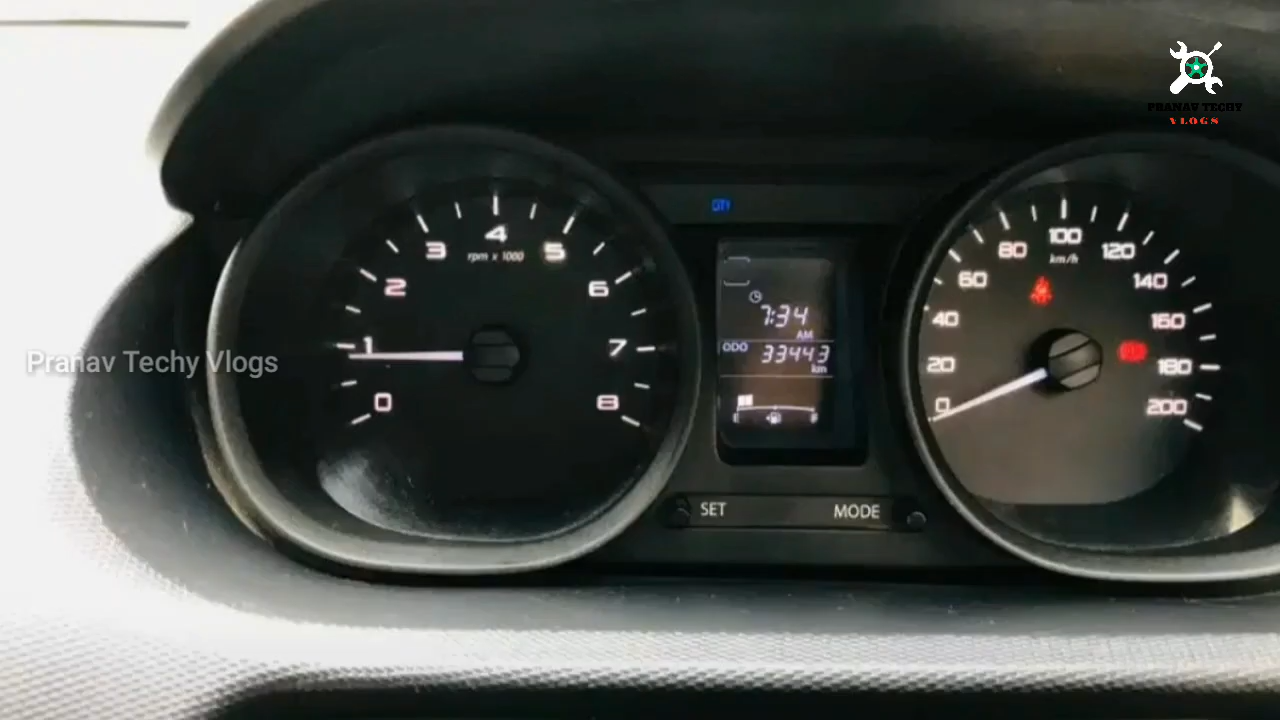 PRANAV TECHY
VLOGS
0
1
2
3
4
5
6
7
8
rpm x 1000
7:34
AM
ODO 33443
km
0
20
40
60
80
100
120
140
160
180
200
km/h
Pranav Techy Vlogs
SET MODE